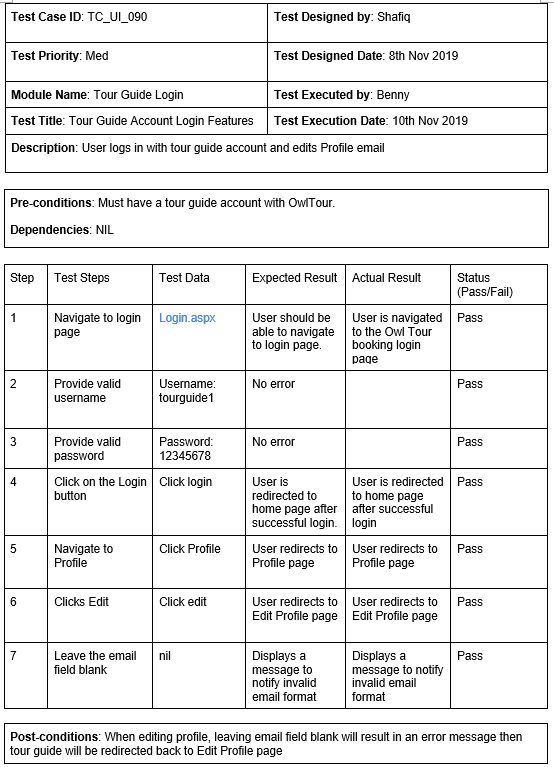 Test Case ID: TC_UI_090
Test Designed by: Shafiq
Test Priority: Med
Test Designed Date: 8th Nov 2019
Module Name: Tour Guide Login
Test Executed by: Benny
Test Title: Tour Guide Account Login Features
Test Execution Date: 10th Nov 2019
Description: User logs in with tour guide account and edits Profile email
Pre-conditions: Must have a tour guide account with OwlTour.
Dependencies: NIL
Step
Test Steps
Test Data
Expected Result
Actual Result
Status
(Pass/Fail)
1
Navigate to login
page
Login.aspx
User should be
able to navigate
to login page.
User is navigated
to the Owl Tour
booking login
page
Pass
2
Provide valid
username
Username:
tourguide1
No error
Pass
3
Provide valid
password
Password:
12345678
No error
Pass
4
Click on the Login
button
Click login
User is
redirected to
home page after
successful login.
User is redirected
to home page
after successful
login
Pass
5
Navigate to
Profile
Click Profile
User redirects to
Profile page
User redirects to
Profile page
Pass
6
Clicks Edit
Click edit
User redirects to
Edit Profile page
User redirects to
Edit Profile page
Pass
7
Leave the email
field blank
nil
Displays a
message to
notify invalid
email format
Displays a
message to notify
invalid email
format
Pass
Post-conditions: When editing profile, leaving email field blank will result in an error message then
tour guide will be redirected back to Edit Profile page